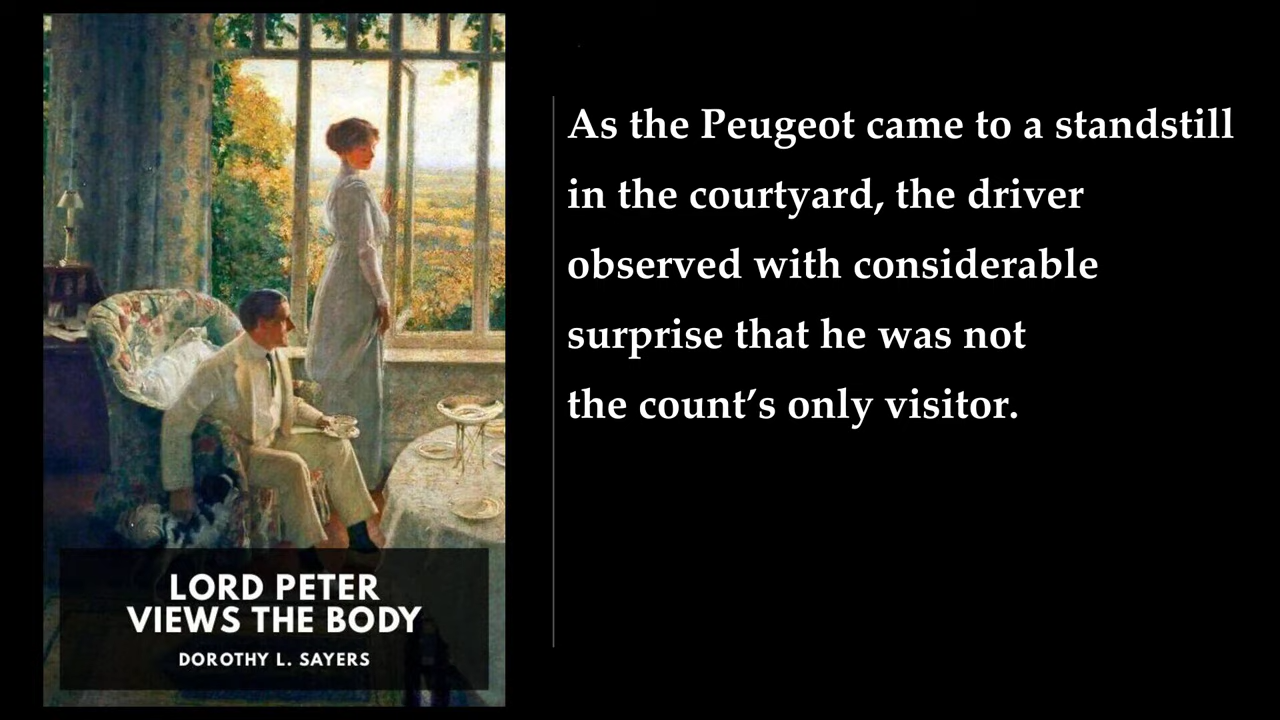 As the Peugeot came to a standstill
in the courtyard, the driver
observed with considerable
surprise that he was not
the count’s only visitor.
LORD PETER
VIEWS THE BODY
DOROTHY L. SAYERS